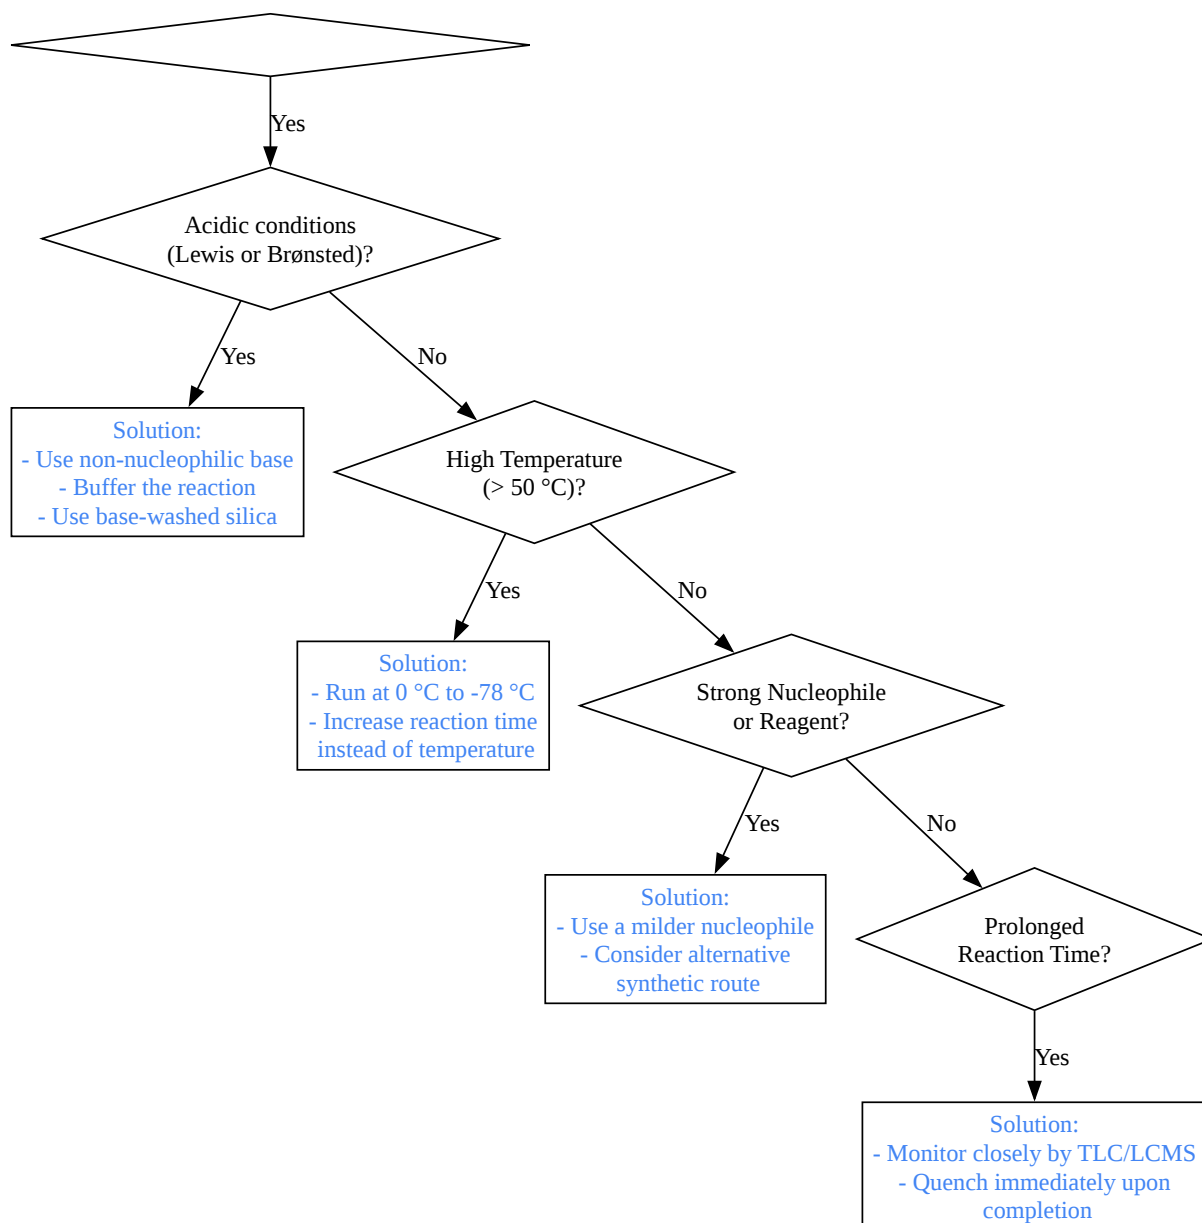 Yes
Acidic conditions
(Lewis or Brønsted)?
Yes
No
Solution:
- Use non-nucleophilic base
- Buffer the reaction
- Use base-washed silica
High Temperature
(> 50 °C)?
Yes
No
Solution:
- Run at 0 °C to -78 °C
- Increase reaction time
instead of temperature
Strong Nucleophile
or Reagent?
Yes
No
Solution:
- Use a milder nucleophile
- Consider alternative
synthetic route
Prolonged
Reaction Time?
Yes
Solution:
- Monitor closely by TLC/LCMS
- Quench immediately upon
completion